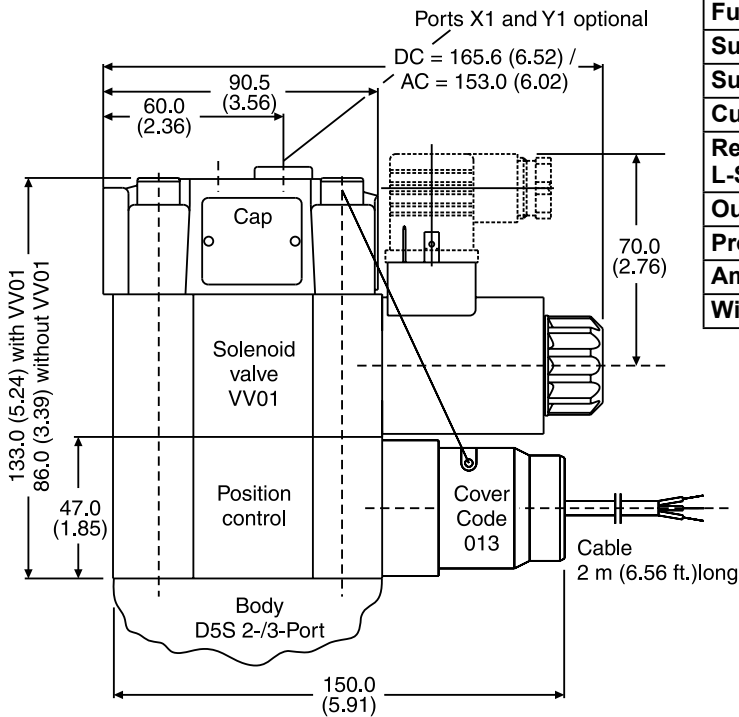 Ports X1 and Y1 optional
DC = 165.6 (6.52) /
AC = 153.0 (6.02)
90.5
(3.56)
60.0
(2.36)
Cap
70.0
(2.76)
133.0 (5.24) with VV01
86.0 (3.39) without VV01
Solenoid
valve
VV01
47.0
(1.85)
Position
control
Cover
Code
013
Cable
2 m (6.56 ft.)long
Body
D5S 2-/3-Port
150.0
(5.91)
Fu
Su
Su
Cu
Re
L-S
Ou
Pro
Am
Wi